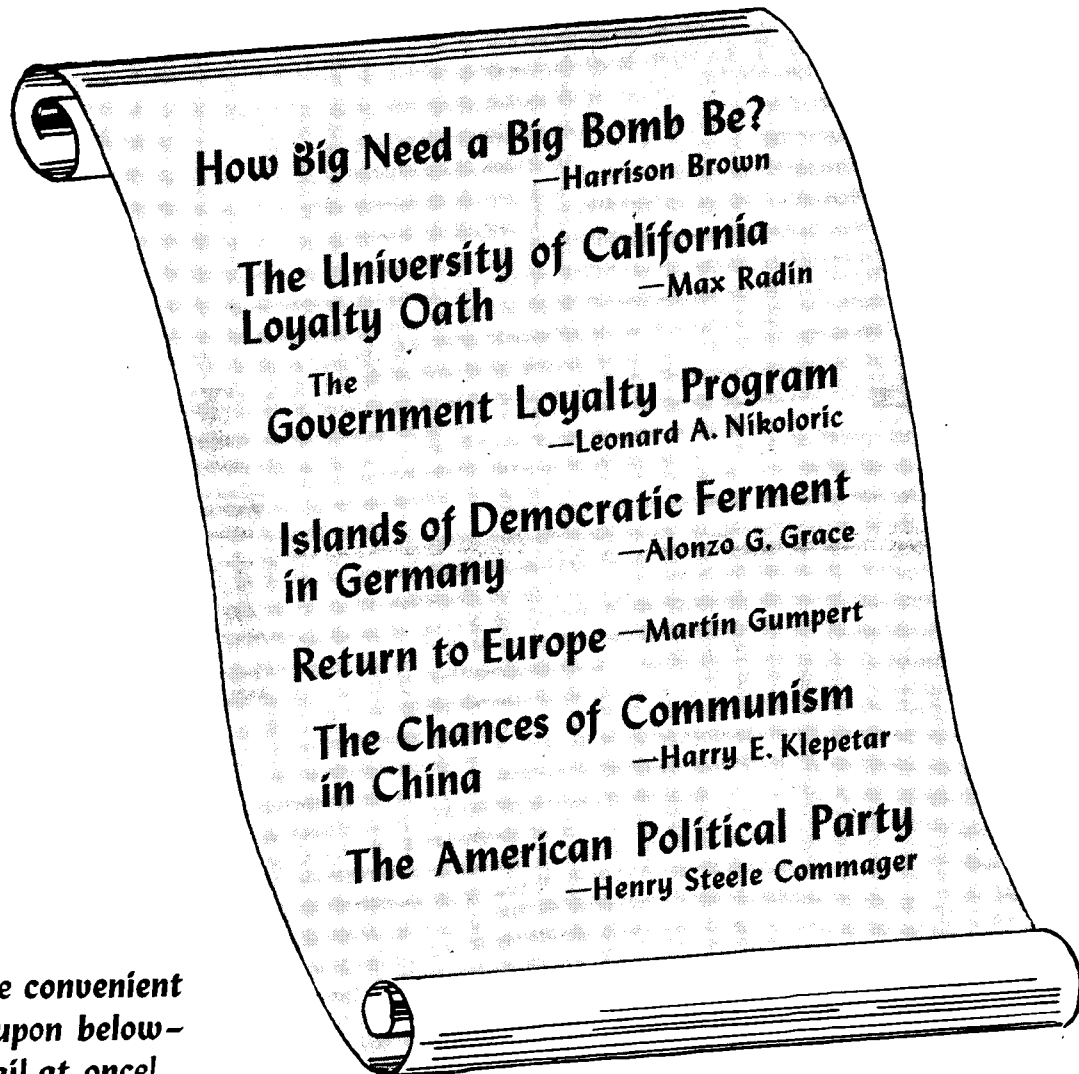 How Big Need a Big Bomb Be?
—Harrison Brown
The University of California
Loyalty Oath —Max Radin
The
Government Loyalty Program
—Leonard A. Nikoloric
Islands of Democratic Ferment
in Germany —Alonzo G. Grace
Return to Europe —Martin Gumpert
The Chances of Communism
in China —Harry E. Klepetar
The American Political Party
—Henry Steele Commager
convenient
below—
at once!